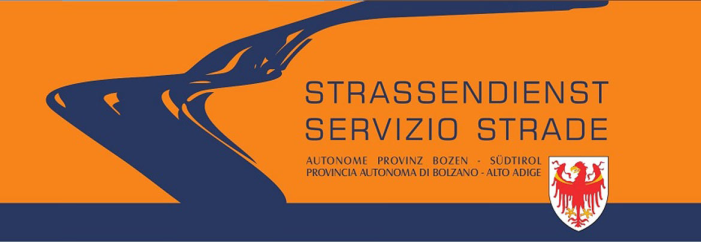 STRASSENDIENST
SERVIZIO STRADE
AUTONOME PROVINZ BOZEN - SÜDTIROL
PROVINCIA AUTONOMA DI BOLZANO - ALTO ADIGE